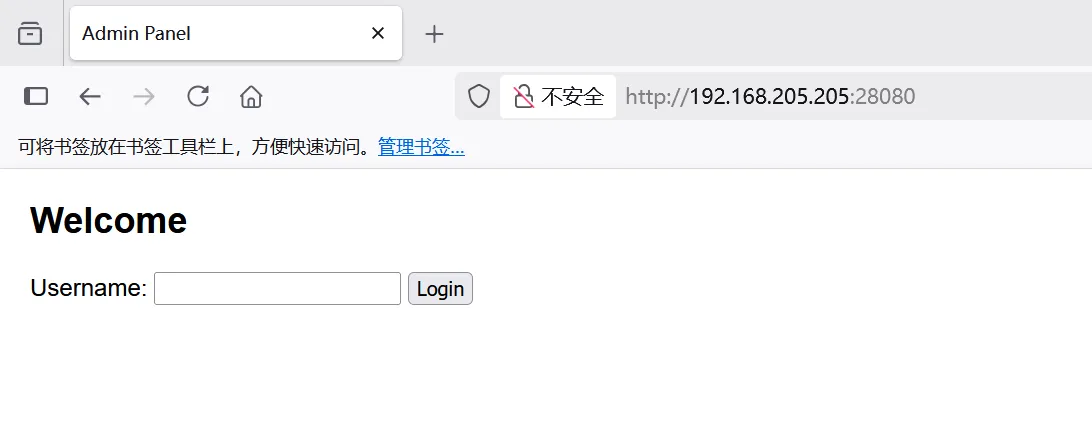 Admin Panel
不安全 http://192.168.205.205:28080
可将书签放在书签工具栏上，方便快速访问。管理书签...
Welcome
Username: Login